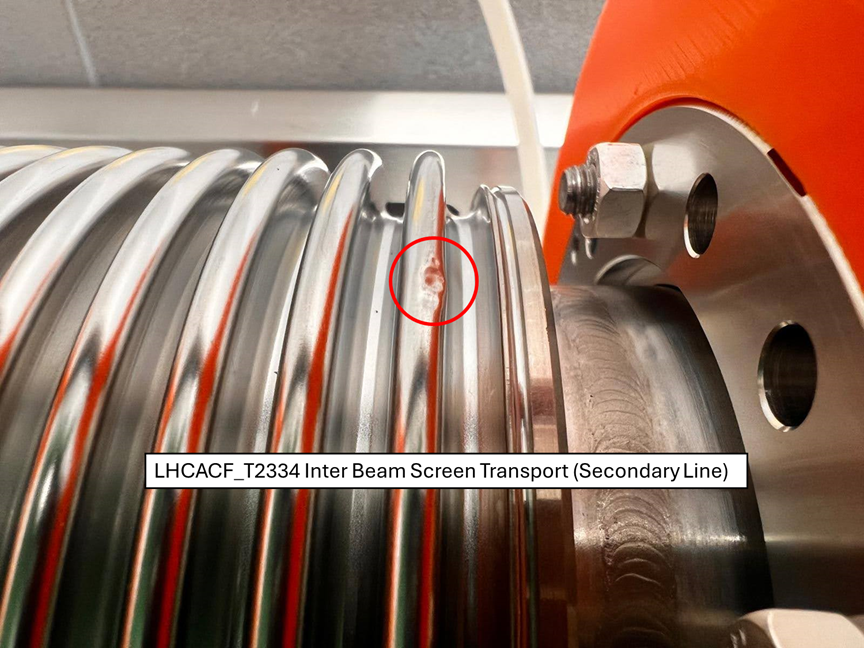 LHCACF_T2334 Inter Beam Screen Transport (Secondary Line)